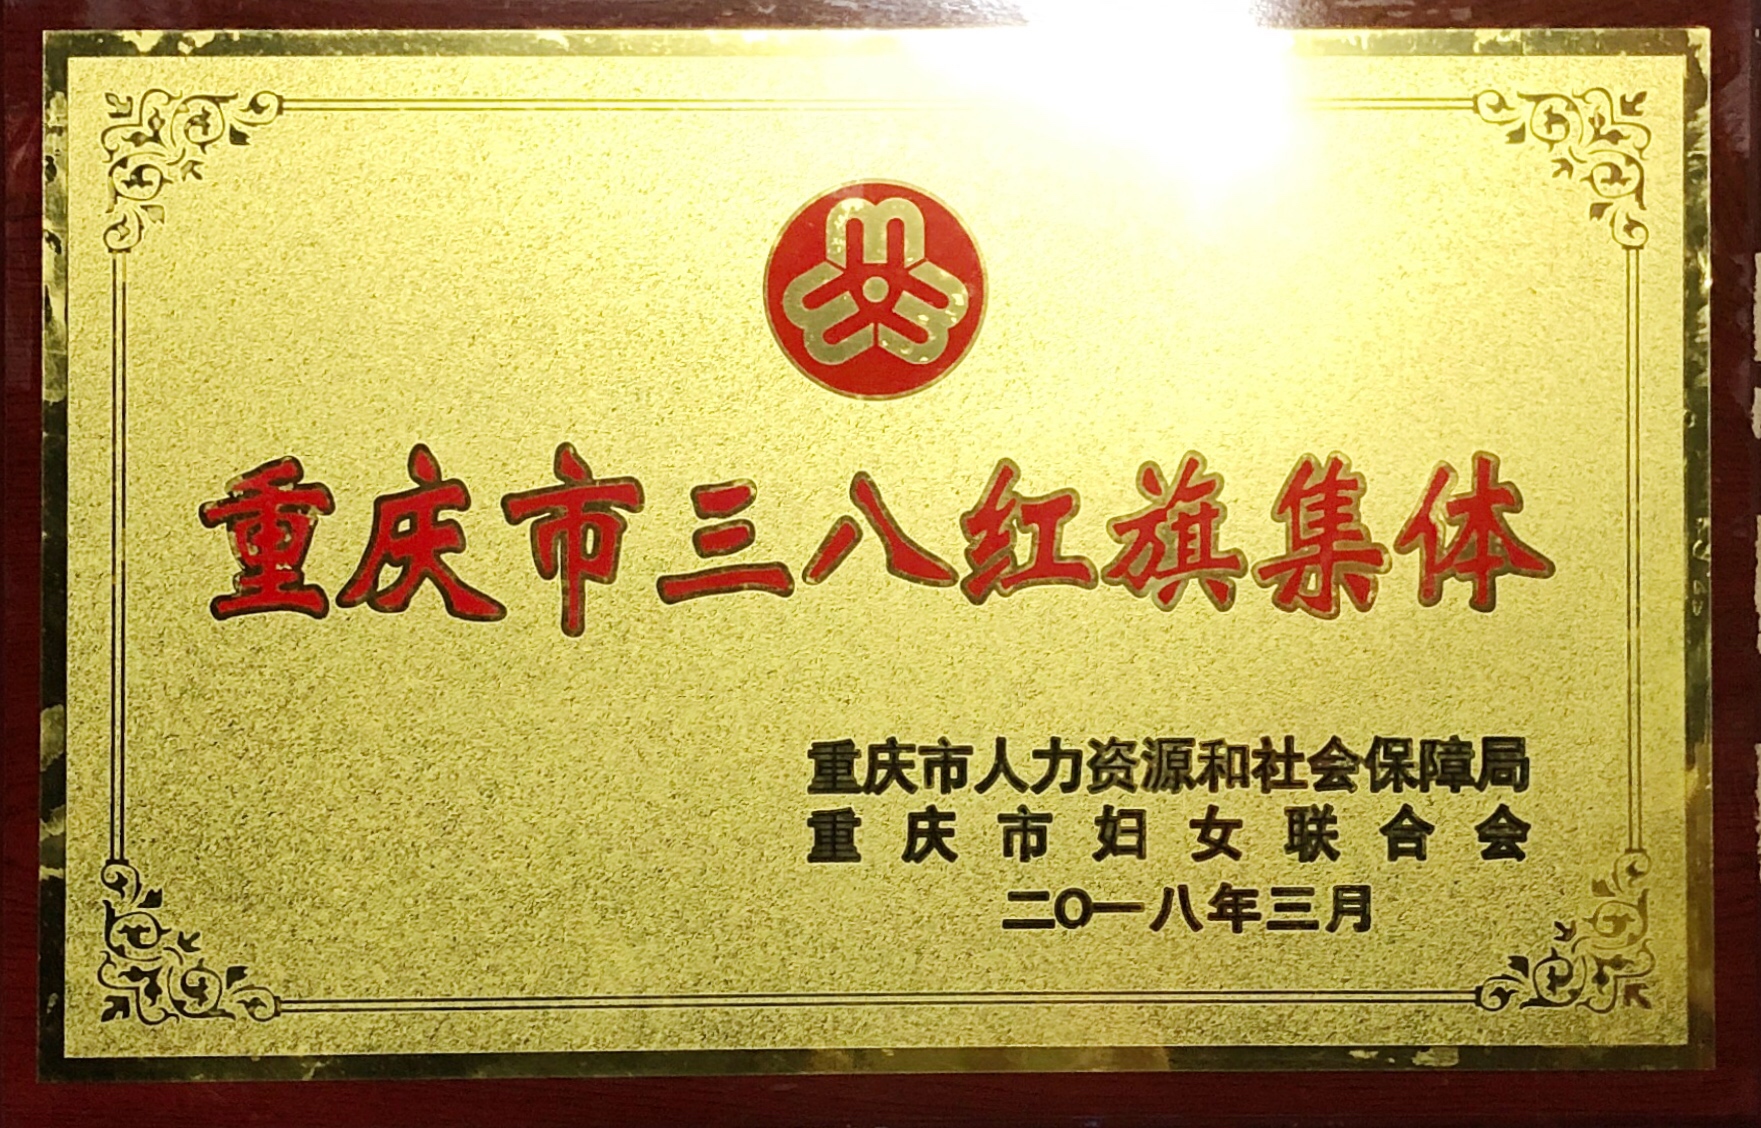 重庆市三八红旗集体
重庆市人力资源和社会保障局
重庆市妇女联合会
二〇一八年三月